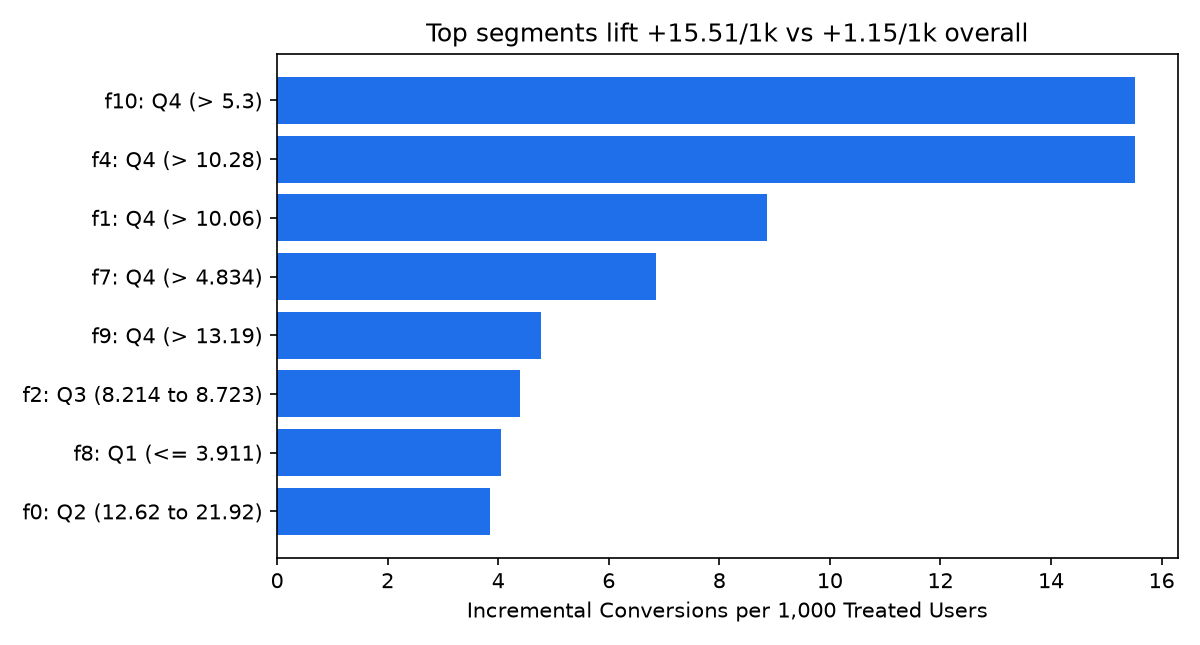 Top segments lift +15.51/1k vs +1.15/1k overall
f10: Q4 (> 5.3)
f4: Q4 (> 10.28)
f1: Q4 (> 10.06)
f7: Q4 (> 4.834)
f9: Q4 (> 13.19)
f2: Q3 (8.214 to 8.723)
f8: Q1 (<= 3.911)
f0: Q2 (12.62 to 21.92)
0 2 4 6 8 10 12 14 16
Incremental Conversions per 1,000 Treated Users